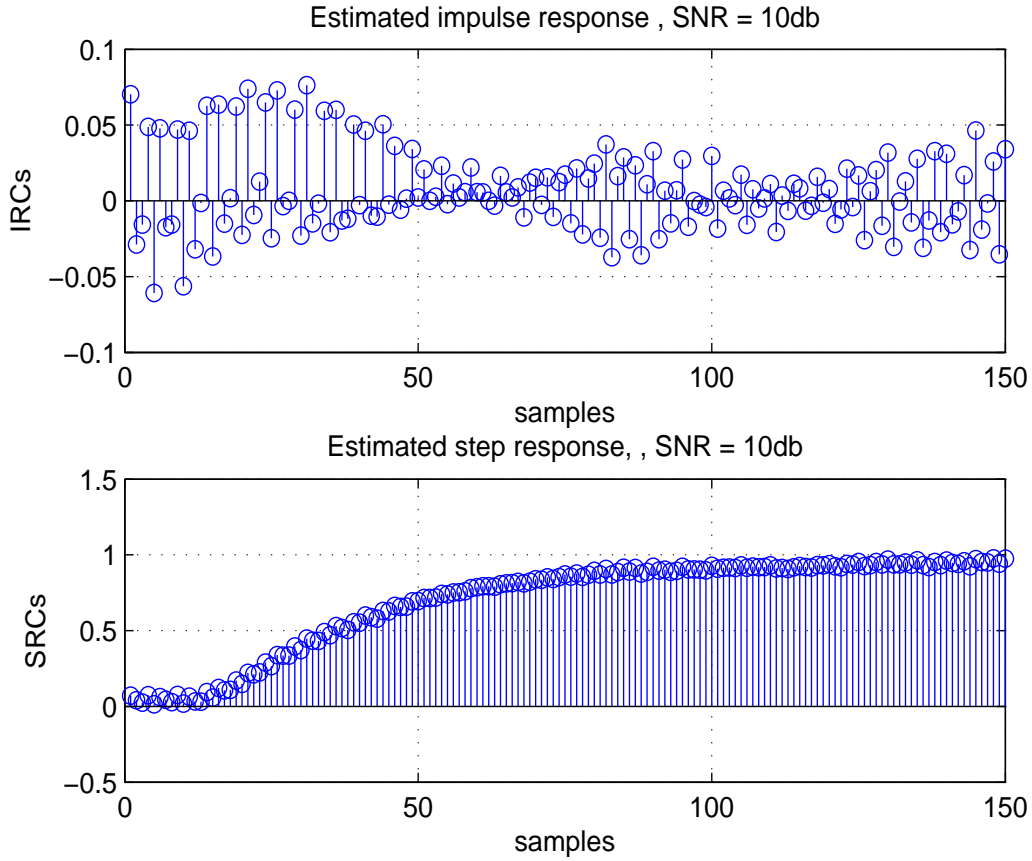 Estimated impulse response , SNR = 10db
0.1
0.05
0
−0.05
−0.1
IRCs
0 50 100 150
samples
Estimated step response, , SNR = 10db
1.5
1
0.5
0
−0.5
SRCs
0 50 100 150
samples